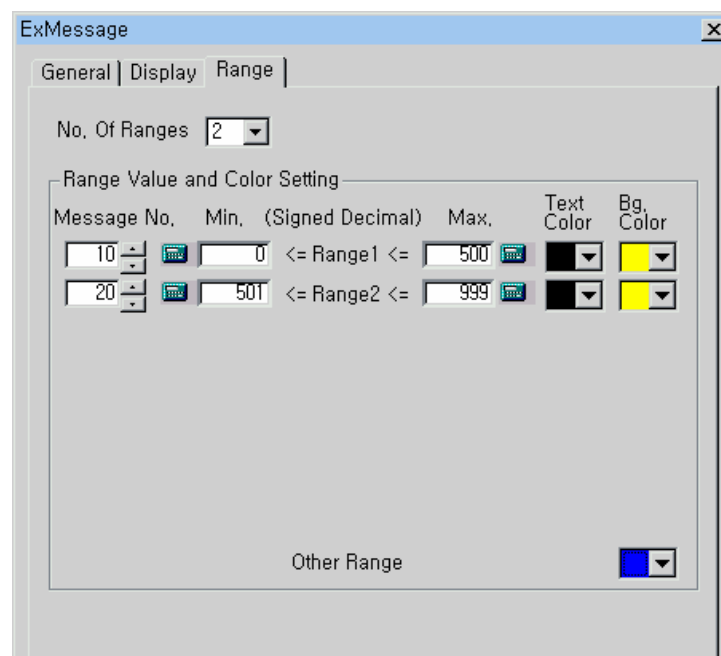 ExMessage
General Display Range
No, Of Ranges 2
Range Value and Color Setting
Message No, Min, (Signed Decimal) Max, Text Color Bg, Color
10 0 <= Range1 <= 500
20 501 <= Range2 <= 999
Other Range